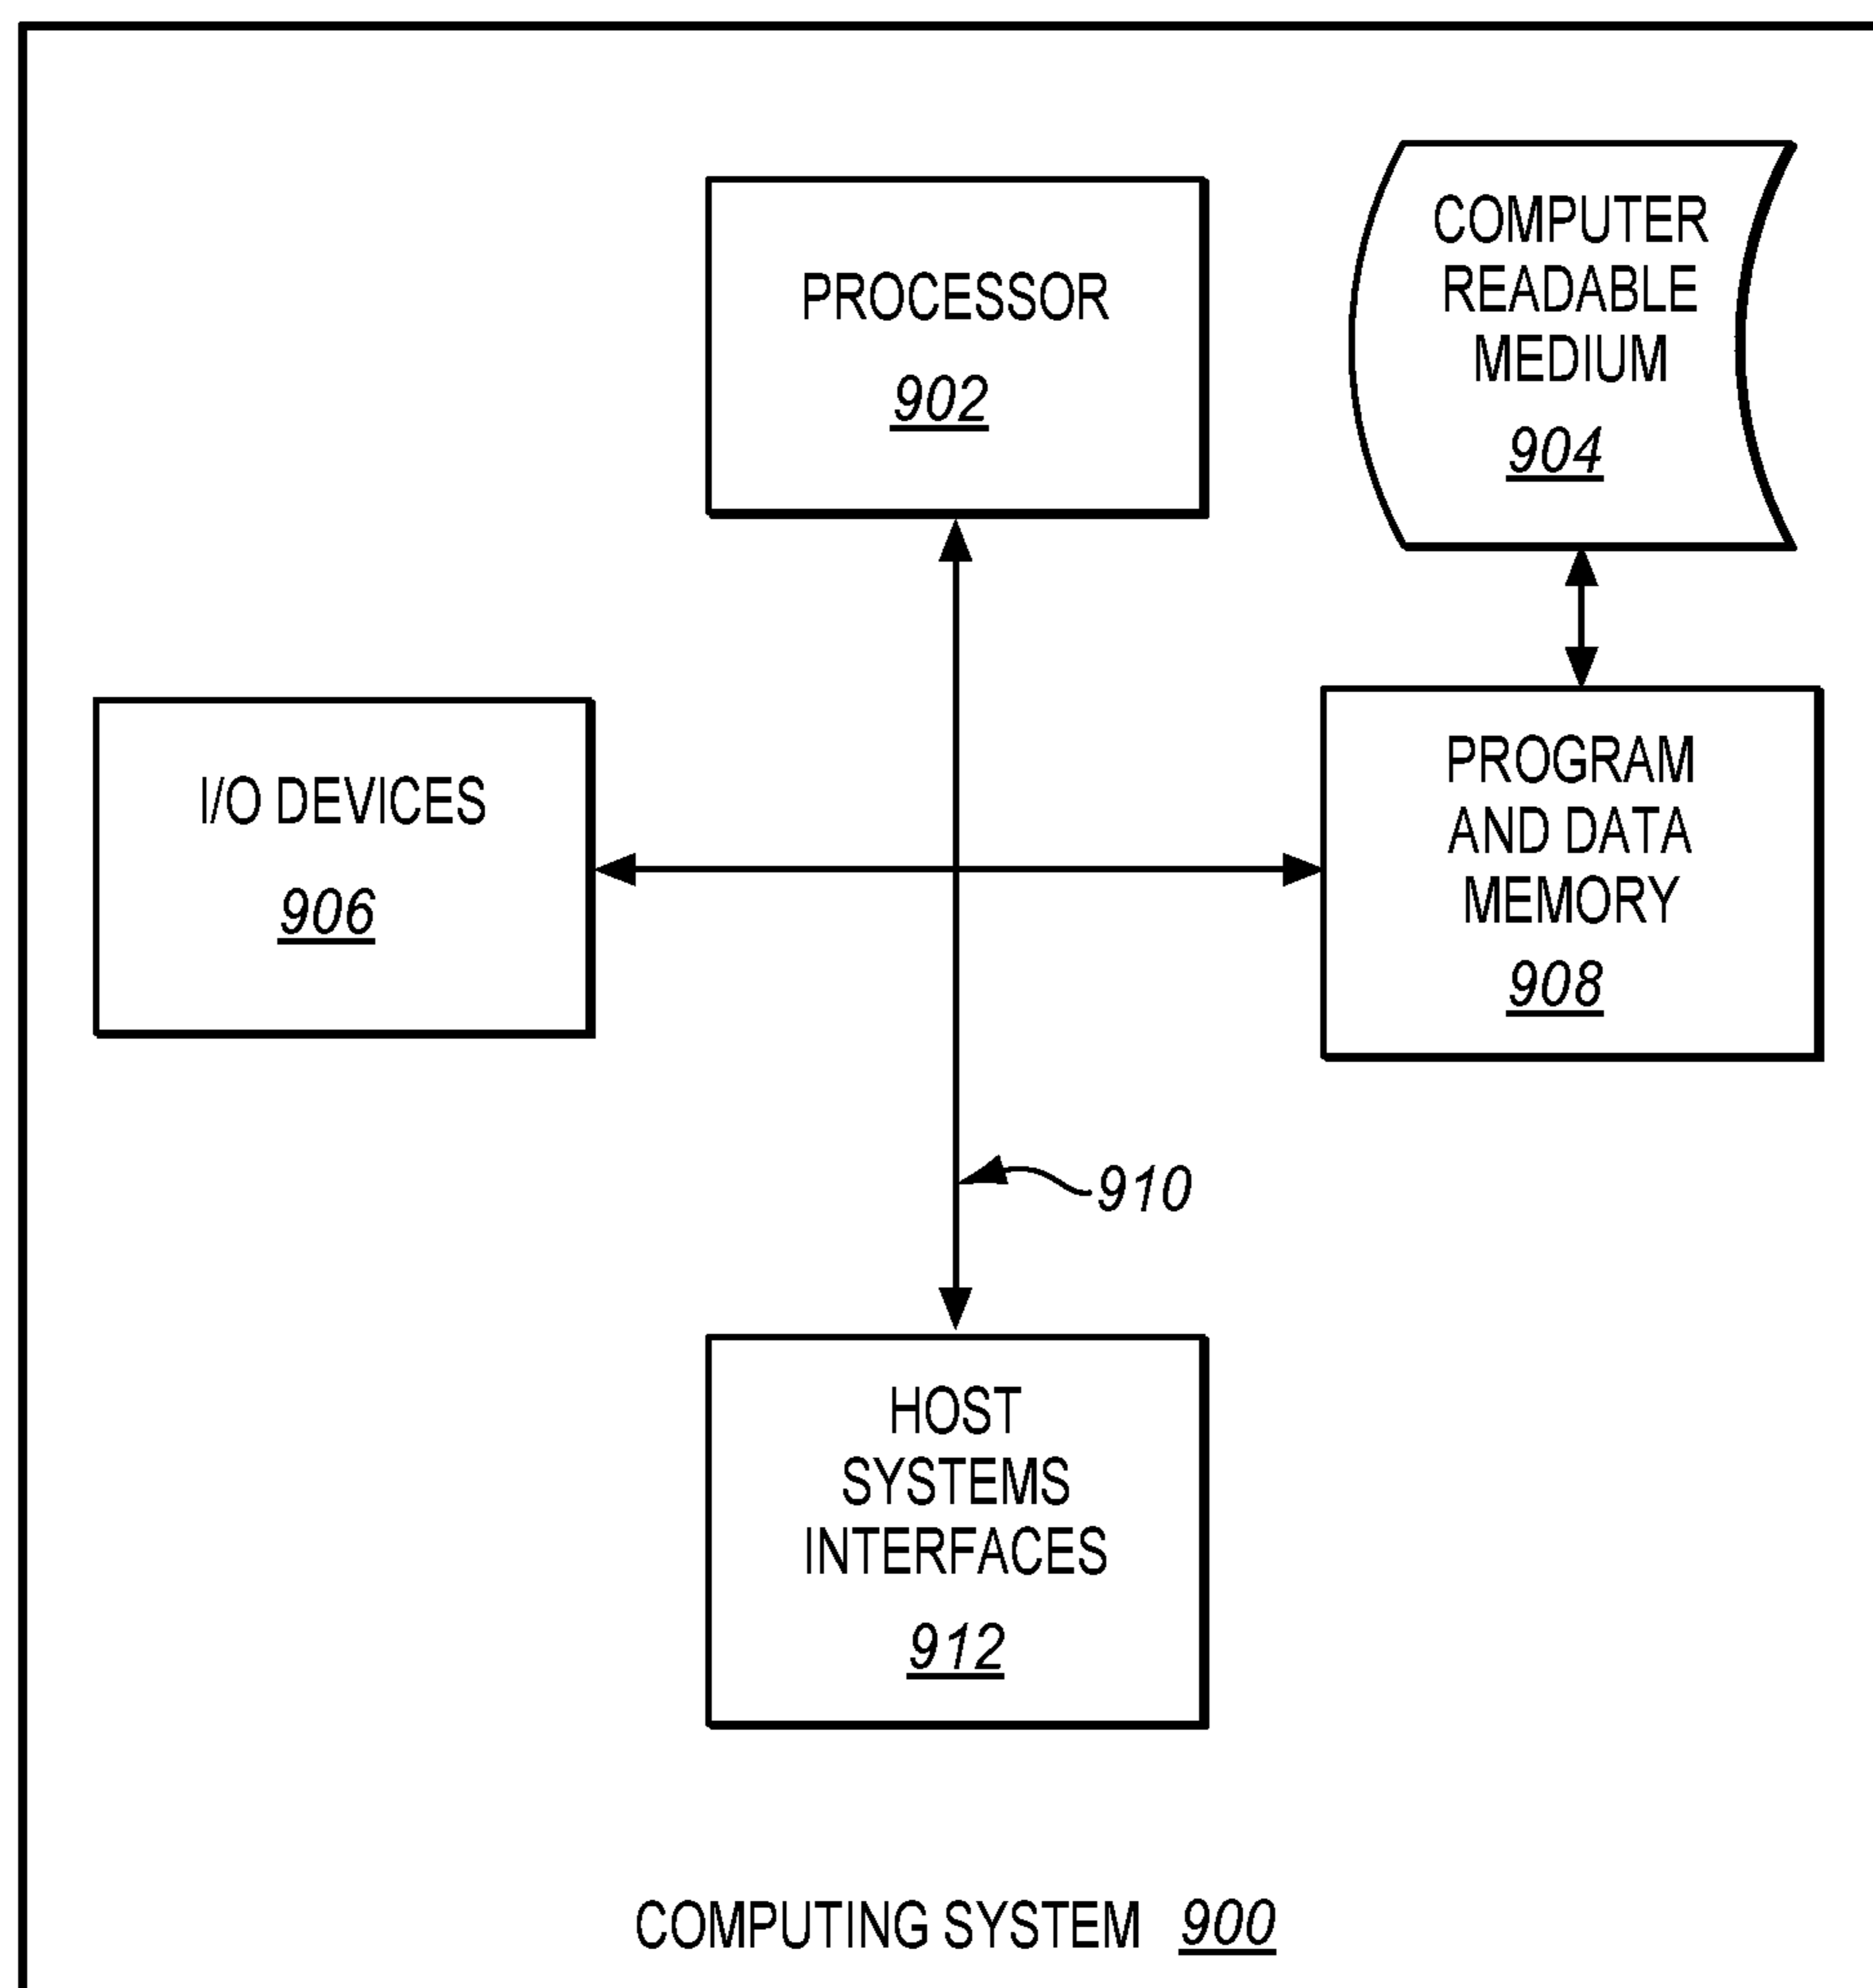 PROCESSOR
902
COMPUTER
READABLE
MEDIUM
904
I/O DEVICES
906
PROGRAM
AND DATA
MEMORY
908
910
HOST
SYSTEMS
INTERFACES
912
COMPUTING SYSTEM 900